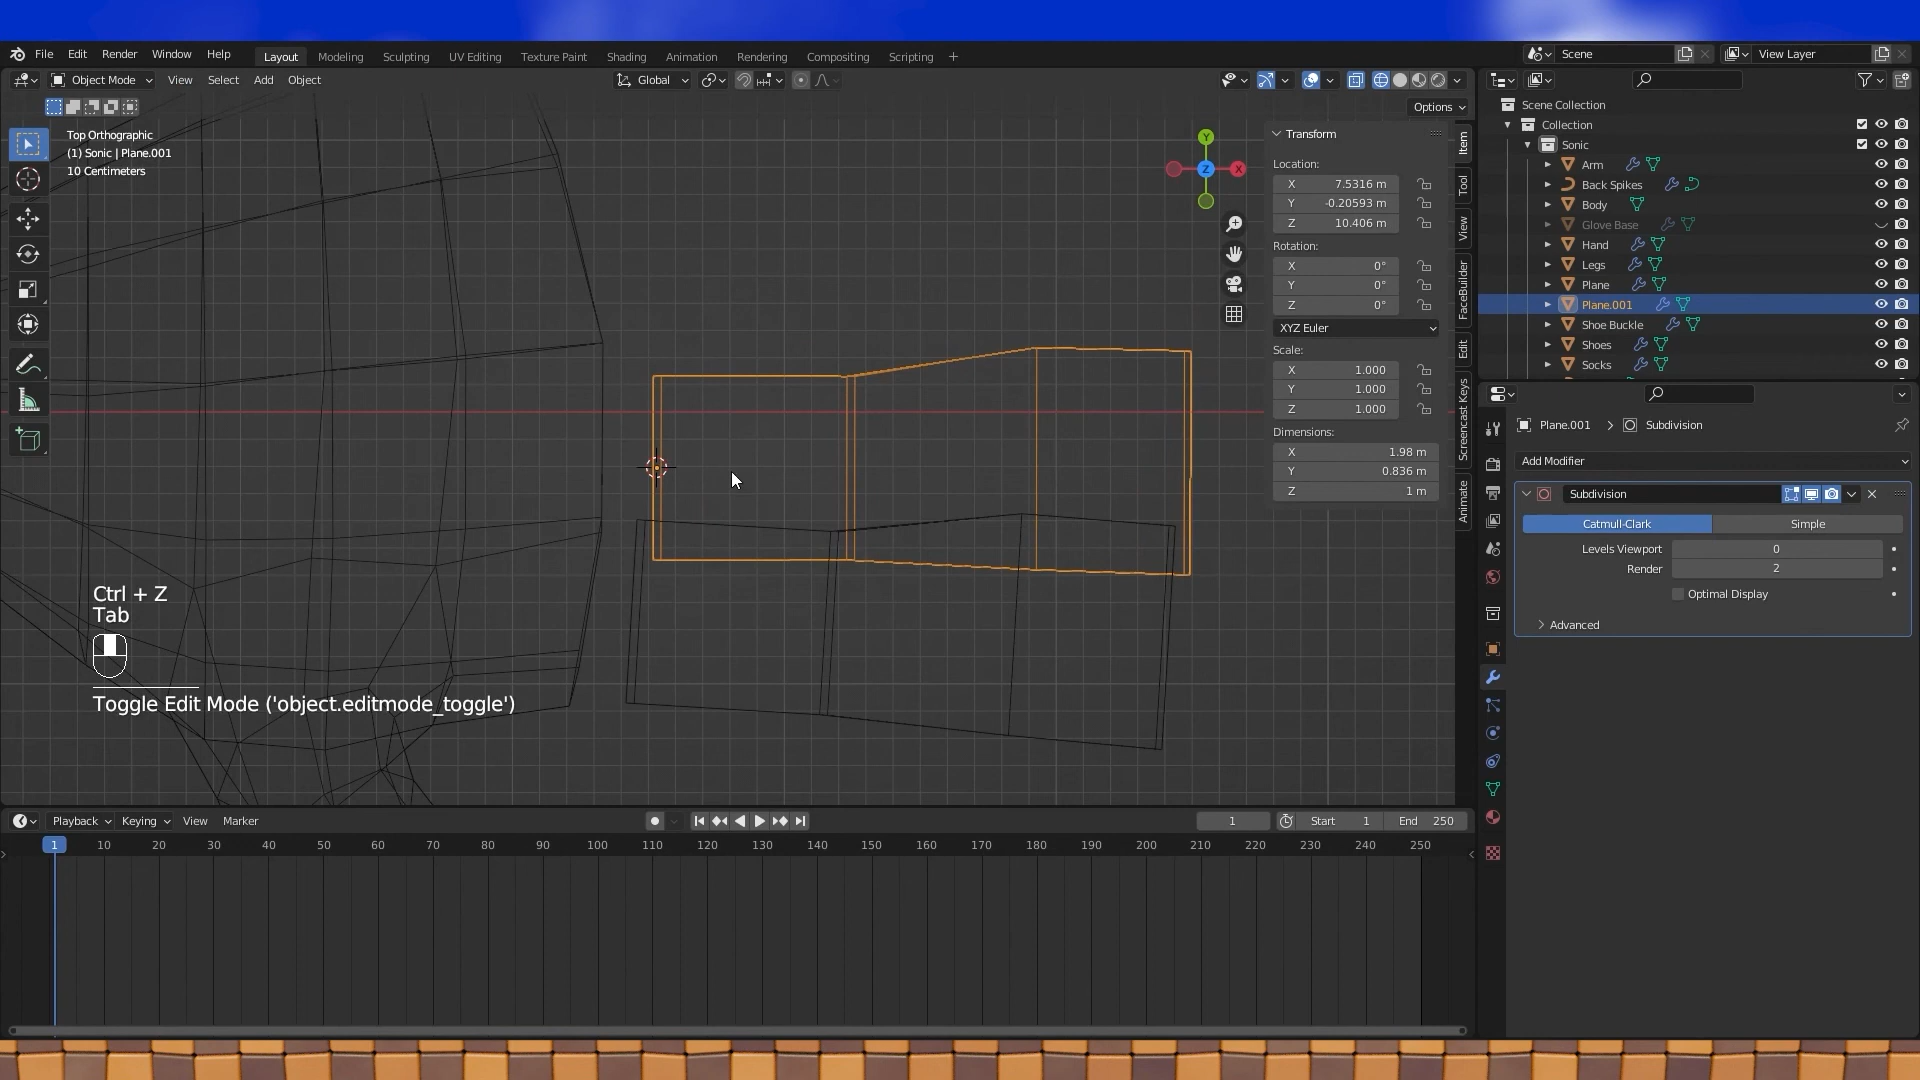 File Edit Render Window Help Layout Modeling Sculpting UV Editing Texture Paint Shading Animation Rendering Compositing Scripting + Scene View Layer
Object Mode View Select Add Object Global
Options
Top Orthographic
(1) Sonic | Plane.001
10 Centimeters
Y
X
Z
Transform
Location:
X 7.5316 m
Y -0.20593 m
Z 10.406 m
Rotation:
X 0°
Y 0°
Z 0°
XYZ Euler
Scale:
X 1.000
Y 1.000
Z 1.000
Dimensions:
X 1.98 m
Y 0.836 m
Z 1 m
Item
Tool
View
FaceBuilder
Edit
Screencast Keys
Animate
Scene Collection
Collection
Sonic
Arm
Back Spikes
Body
Glove Base
Hand
Legs
Plane
Plane.001
Shoe Buckle
Shoes
Socks
Plane.001 > Subdivision
Add Modifier
Subdivision
Catmull-Clark Simple
Levels Viewport 0
Render 2
Optimal Display
Advanced
Ctrl + Z
Tab
Toggle Edit Mode ('object.editmode_toggle')
Playback Keying View Marker 1 Start 1 End 250
1 10 20 30 40 50 60 70 80 90 100 110 120 130 140 150 160 170 180 190 200 210 220 230 240 250